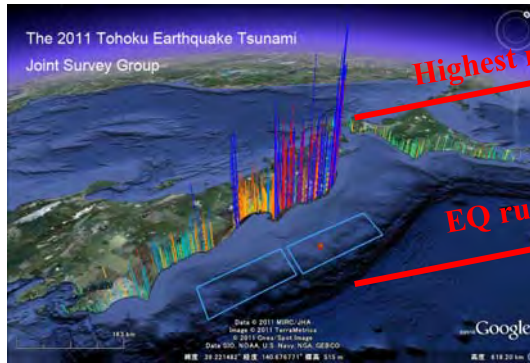 The 2011 Tohoku Earthquake Tsunami
Joint Survey Group
Highest
EQ
Data © 2011 MIRC/JHA
Image © 2011 TerraMetrics
© 2011 Cnes/Spot Image
Data SIO, NOAA, U.S. Navy, NGA, GEBCO
Google